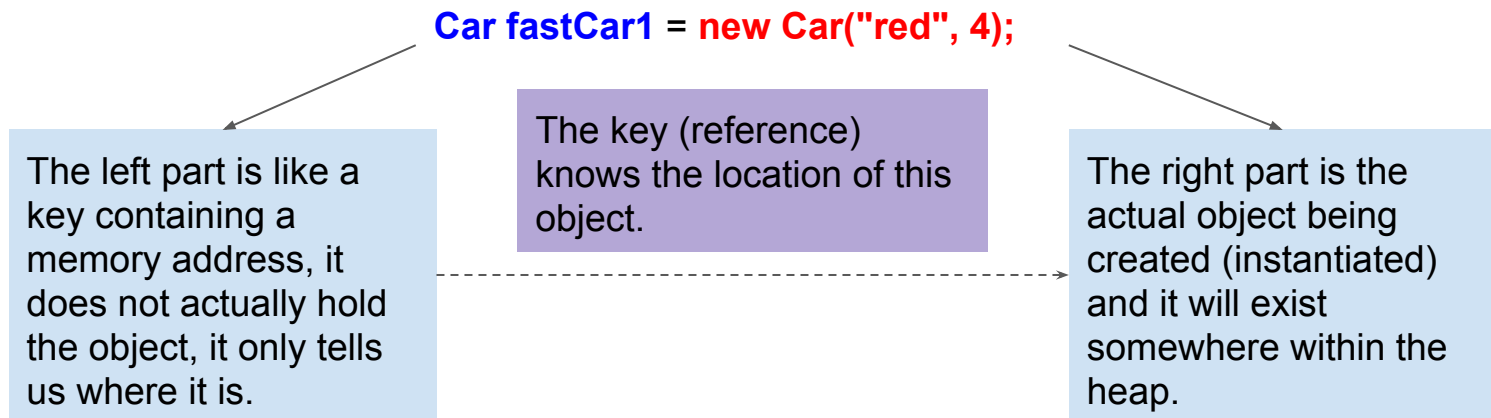 Car fastCar1 = new Car("red", 4);
The left part is like a
key containing a
memory address, it
does not actually hold
the object, it only tells
us where it is.
The key (reference)
knows the location of this
object.
The right part is the
actual object being
created (instantiated)
and it will exist
somewhere within the
heap.